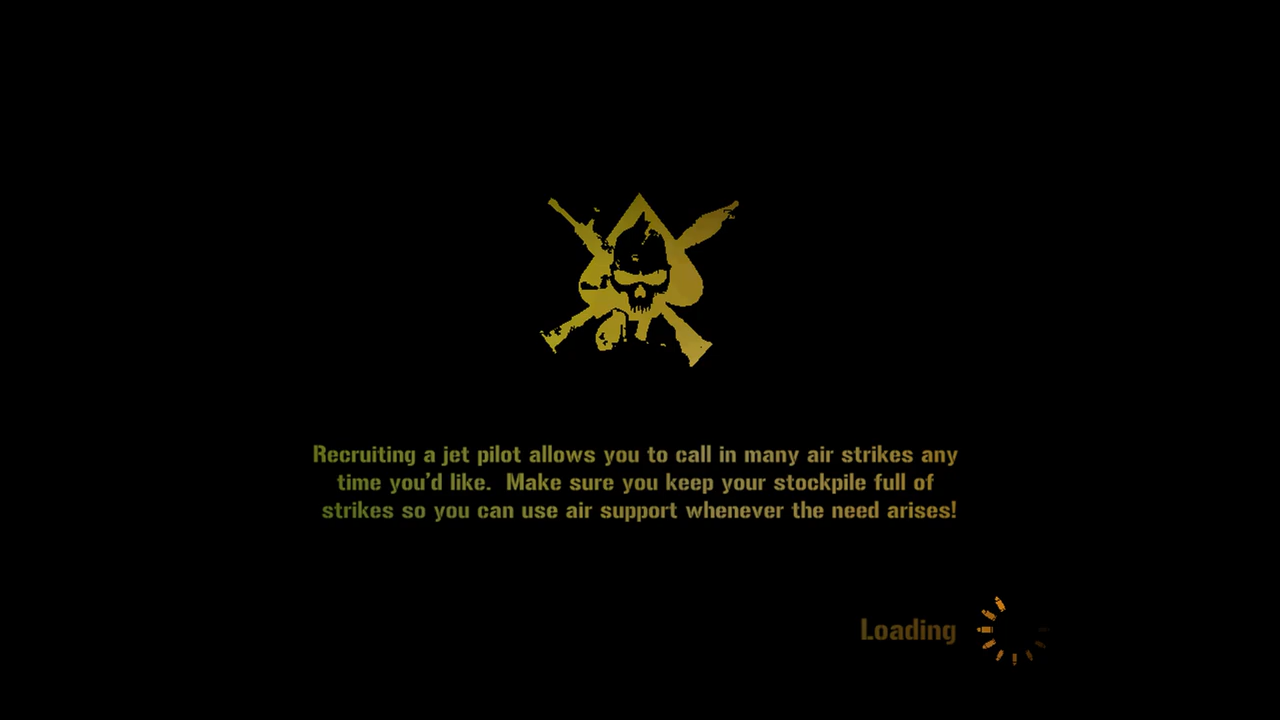 Recruiting a jet pilot allows you to call in many air strikes any
time you'd like.  Make sure you keep your stockpile full of
strikes so you can use air support whenever the need arises!
Loading